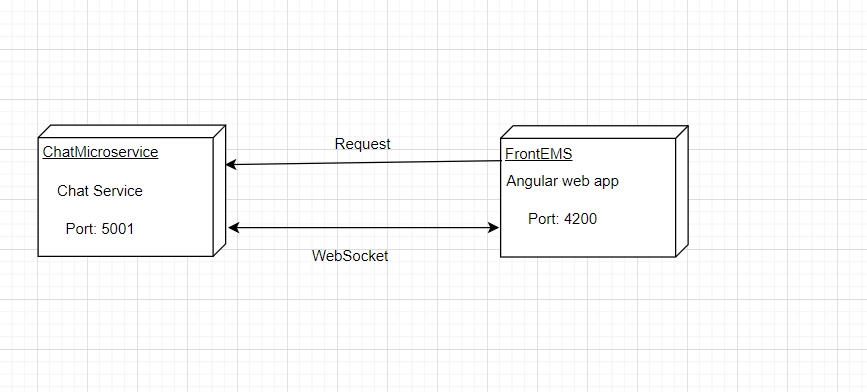 ChatMicroservice
Chat Service
Port: 5001
Request
WebSocket
FrontEMS
Angular web app
Port: 4200